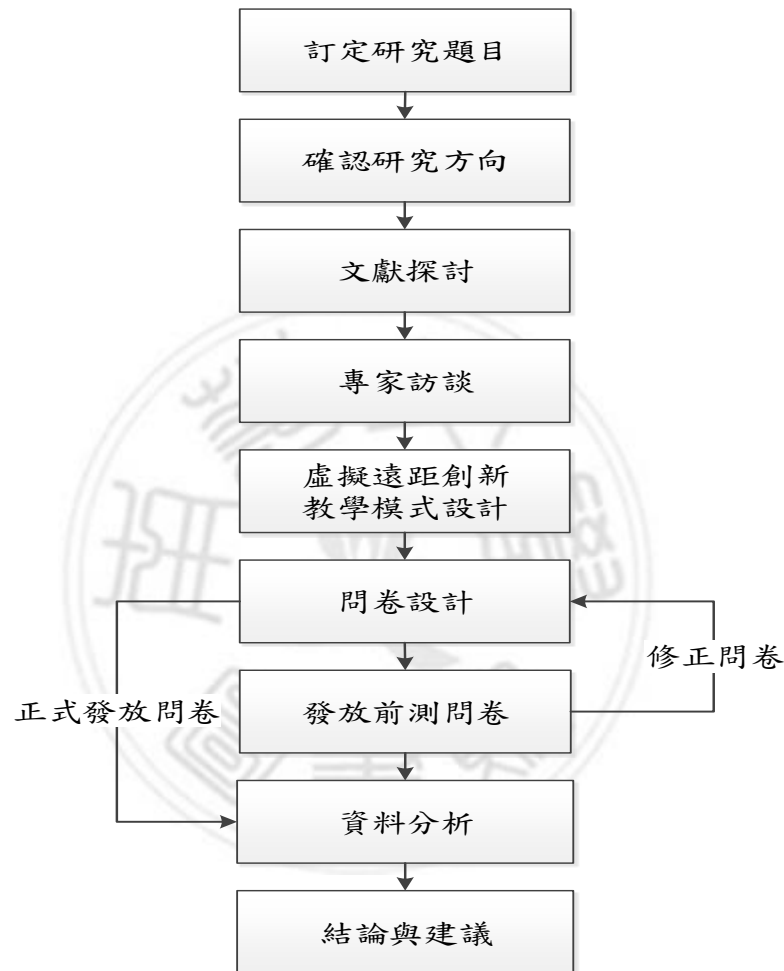 訂定研究題目
確認研究方向
文獻探討
專家訪談
虛擬遠距創新
教學模式設計
問卷設計
修正問卷
正式發放問卷
發放前測問卷
資料分析
結論與建議